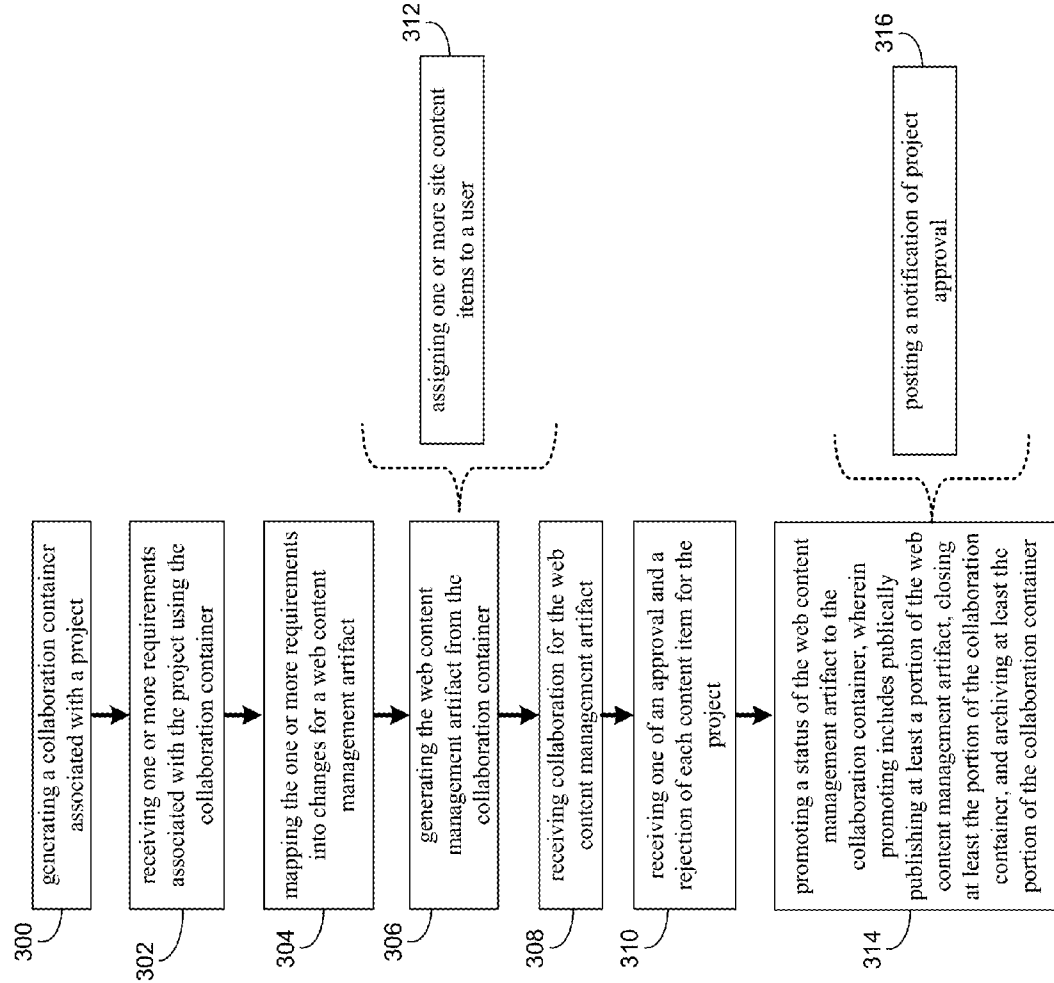 300
generating a collaboration container
associated with a project
302
receiving one or more requirements
associated with the project using the
collaboration container
304
mapping the one or more requirements
into changes for a web content
management artifact
306
generating the web content
management artifact from the
collaboration container
312
assigning one or more site content
items to a user
308
receiving collaboration for the web
content management artifact
310
receiving one of an approval and a
rejection of each content item for the
project
314
promoting a status of the web content
management artifact to the
collaboration container, wherein
promoting includes publically
publishing at least a portion of the web
content management artifact, closing
at least the portion of the collaboration
container, and archiving at least the
portion of the collaboration container
316
posting a notification of project
approval